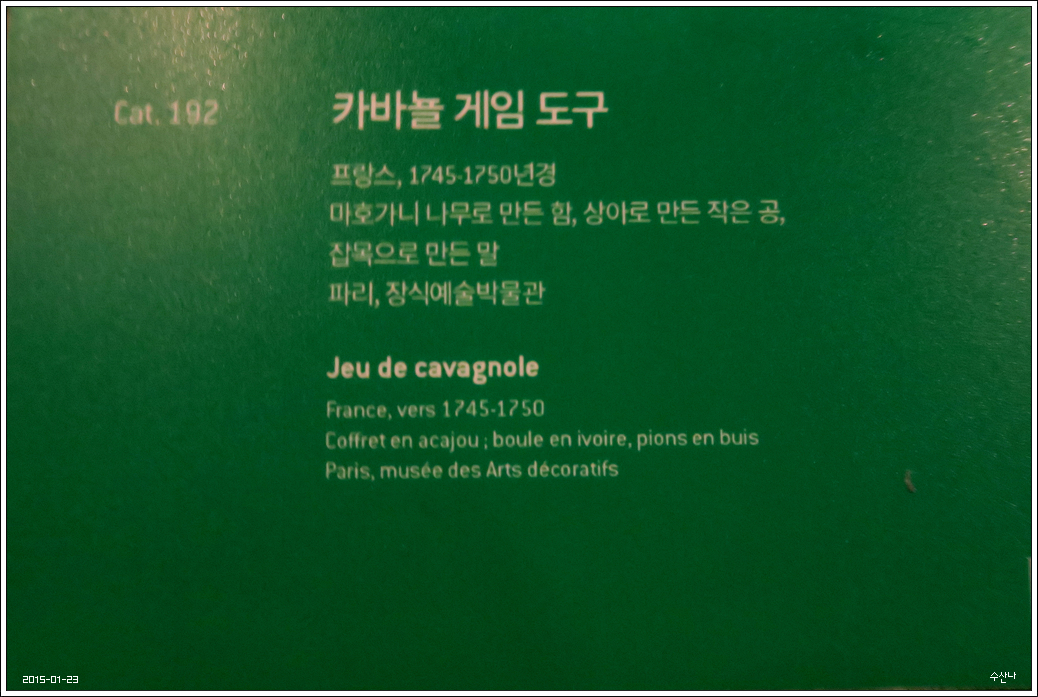 Cat. 192
카바뇰 게임 도구
프랑스, 1745-1750년경
마호가니 나무로 만든 함, 상아로 만든 작은 공,
잡목으로 만든 말
파리, 장식예술박물관
Jeu de cavagnole
France, vers 1745-1750
Coffret en acajou ; boule en ivoire, pions en buis
Paris, musée des Arts décoratifs
2015-01-23
수산나